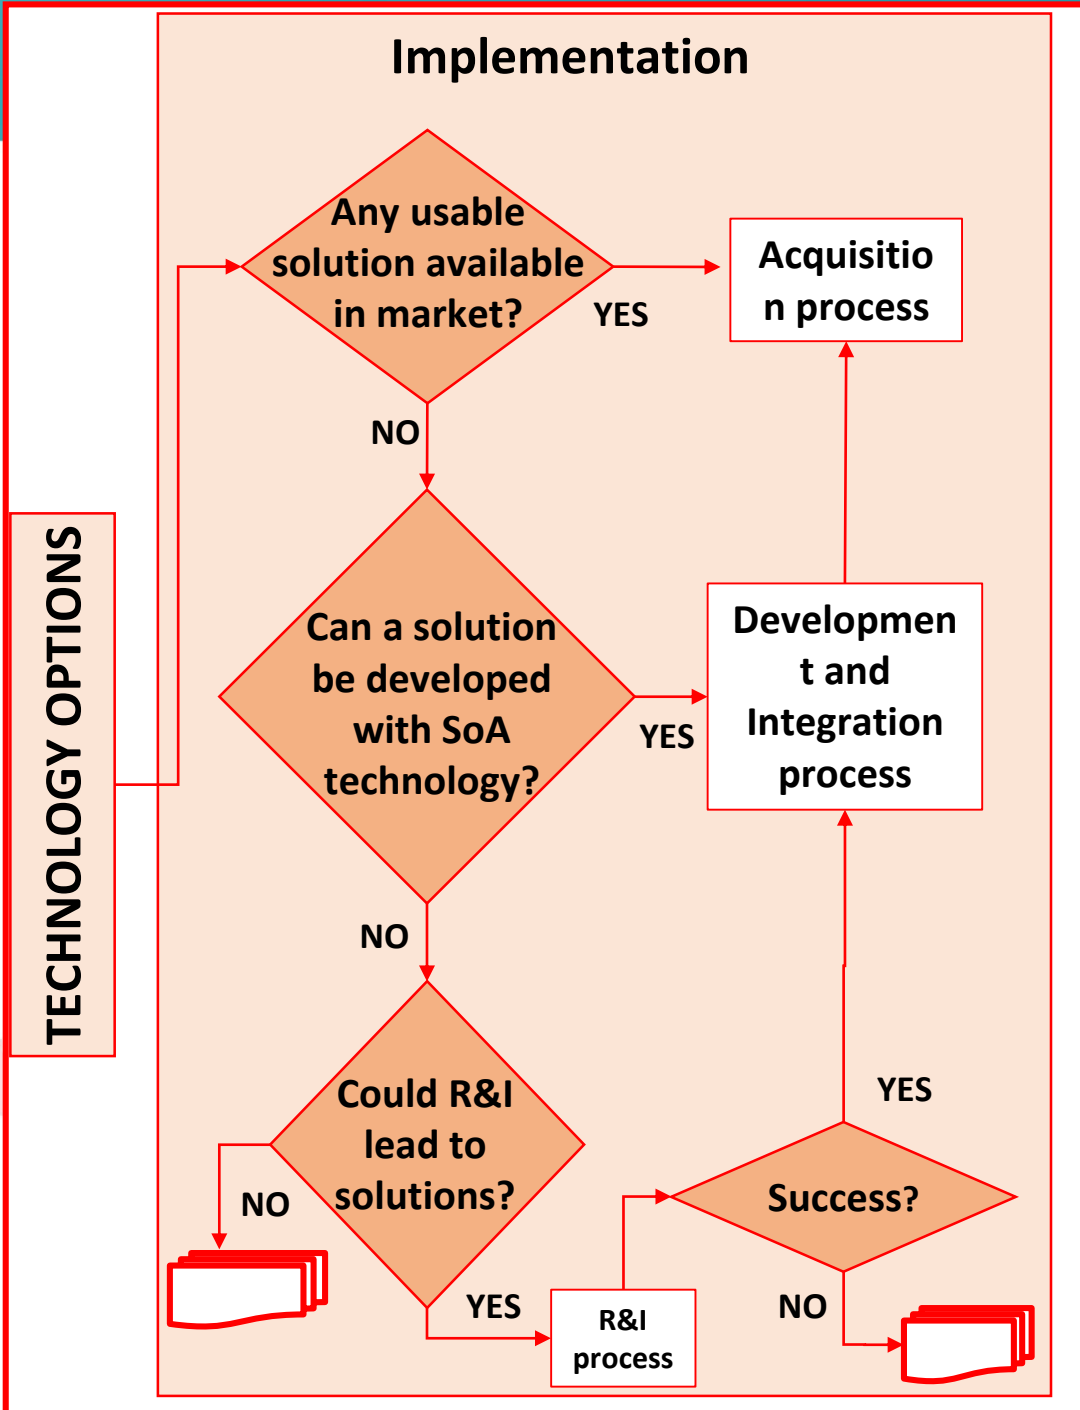 Implementation
Any usable
solution available
in market?
YES
Acquisitio
n process
NO
TECHNOLOGY OPTIONS
Can a solution
be developed
with SoA
technology?
YES
Developmen
t and
Integration
process
NO
Could R&I
lead to
solutions?
NO
YES
R&I
process
YES
Success?
NO